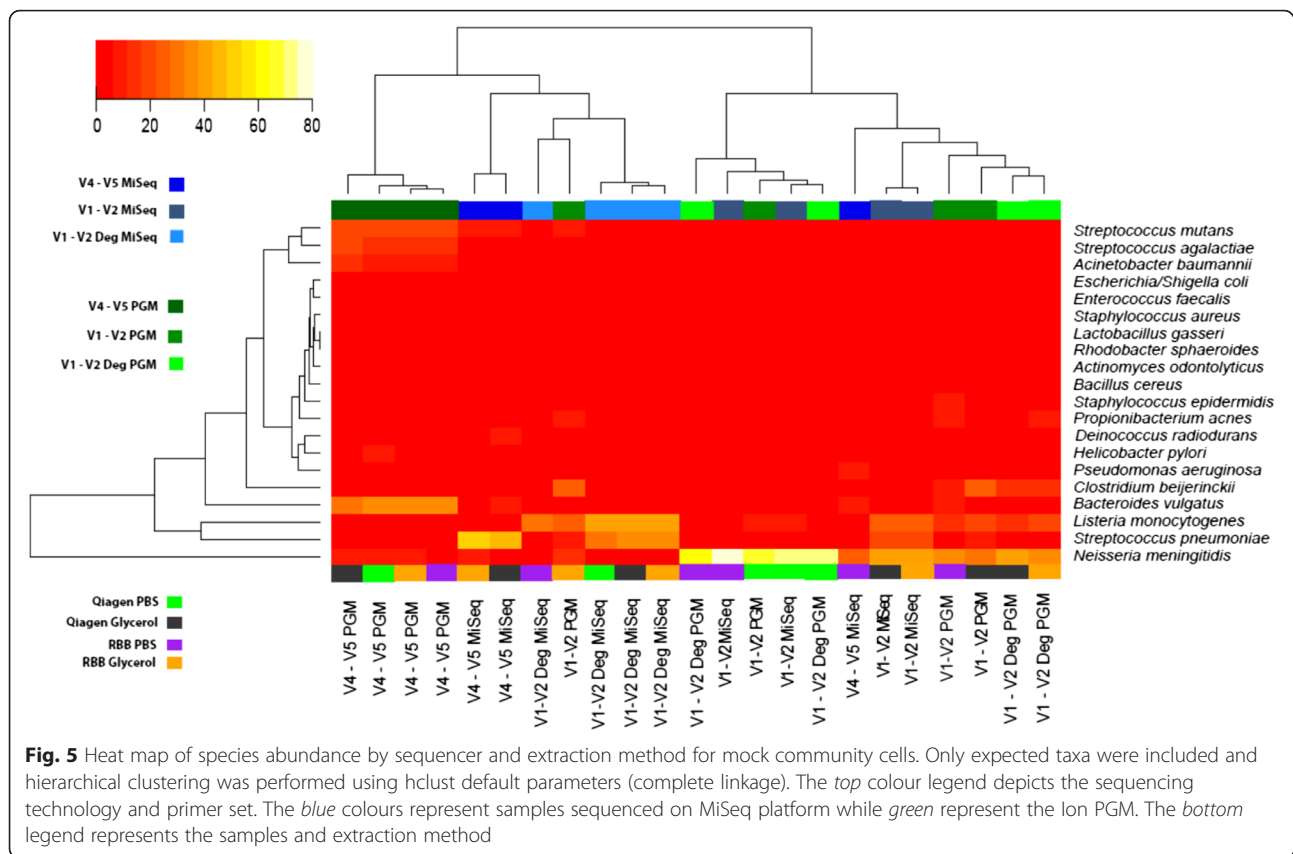 0 20 40 60 80
V4 - V5 MiSeq
V1 - V2 MiSeq
V1 - V2 Deg MiSeq
V4 - V5 PGM
V1 - V2 PGM
V1 - V2 Deg PGM
Streptococcus mutans
Streptococcus agalactiae
Acinetobacter baumannii
Escherichia/Shigella coli
Enterococcus faecalis
Staphylococcus aureus
Lactobacillus gasseri
Rhodobacter sphaeroides
Actinomyces odontolyticus
Bacillus cereus
Staphylococcus epidermidis
Propionibacterium acnes
Deinococcus radiodurans
Helicobacter pylori
Pseudomonas aeruginosa
Clostridium beijerinckii
Bacteroides vulgatus
Listeria monocytogenes
Streptococcus pneumoniae
Neisseria meningitidis
Qiagen PBS
Qiagen Glycerol
RBB PBS
RBB Glycerol
V4 - V5 PGM
V4 - V5 PGM
V4 - V5 PGM
V4 - V5 PGM
V4 - V5 MiSeq
V4 - V5 MiSeq
V1-V2 Deg MiSeq
V1-V2 PGM
V1-V2 Deg MiSeq
V1-V2 Deg MiSeq
V1-V2 Deg MiSeq
V1 - V2 Deg PGM
V1-V2MiSeq
V1-V2 PGM
V1-V2 MiSeq
V1 - V2 Deg PGM
V4 - V5 MiSeq
V1-V2 MiSeq
V1-V2 MiSeq
V1-V2 PGM
V1-V2 PGM
V1 - V2 Deg PGM
V1 - V2 Deg PGM
Fig. 5 Heat map of species abundance by sequencer and extraction method for mock community cells. Only expected taxa were included and
hierarchical clustering was performed using hclust default parameters (complete linkage). The top colour legend depicts the sequencing
technology and primer set. The blue colours represent samples sequenced on MiSeq platform while green represent the Ion PGM. The bottom
legend represents the samples and extraction method